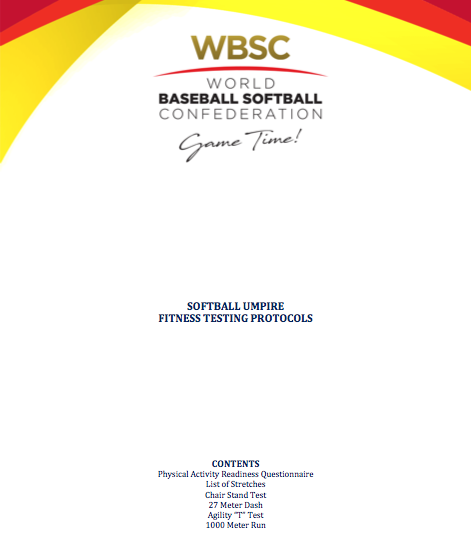 WBSC
WORLD
BASEBALL SOFTBALL
CONFEDERATION
Game Time!
SOFTBALL UMPIRE
FITNESS TESTING PROTOCOLS
CONTENTS
Physical Activity Readiness Questionnaire
List of Stretches
Chair Stand Test
27 Meter Dash
Agility "T" Test
1000 Meter Run